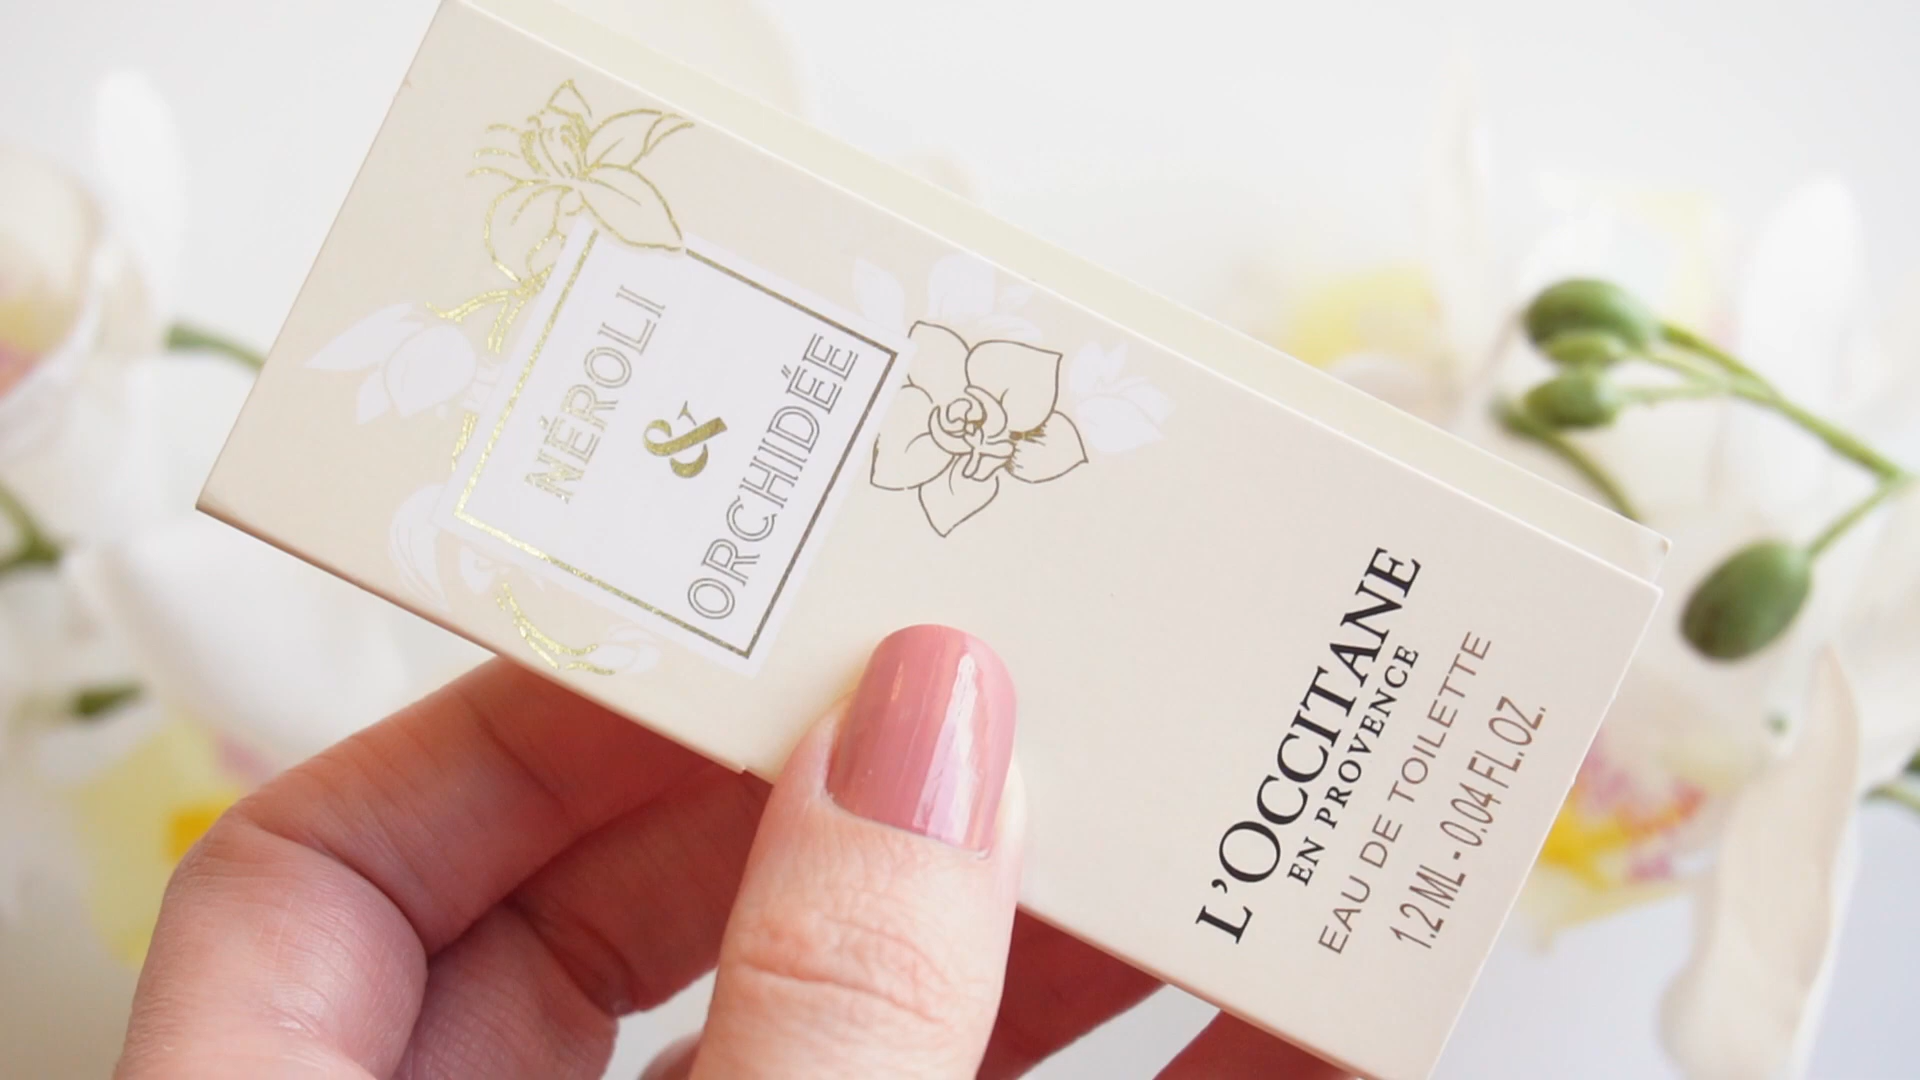 NÉROLI
&
ORCHIDÉE
L'OCCITANE
EN PROVENCE
EAU DE TOILETTE
1.2 ML - 0.04 FL.OZ.